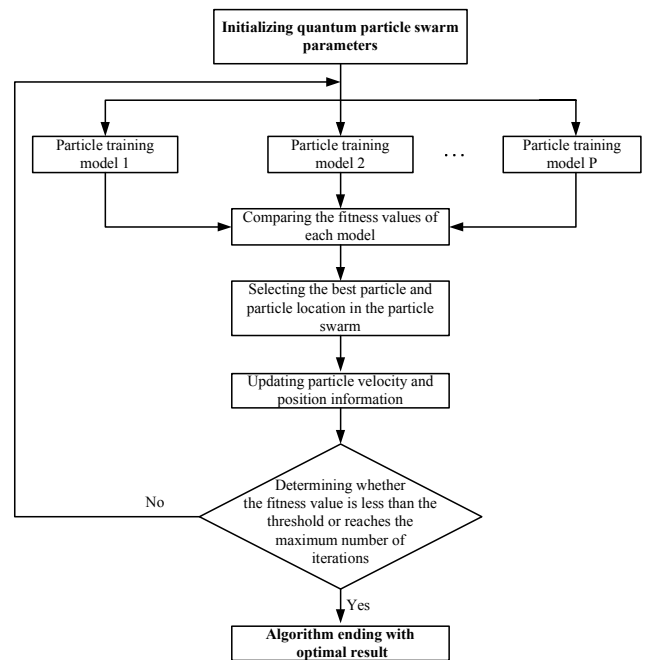 Initializing quantum particle swarm
parameters
Particle training
model 1
Particle training
model 2
...
Particle training
model P
Comparing the fitness values of
each model
Selecting the best particle and
particle location in the particle
swarm
Updating particle velocity and
position information
Determining whether
the fitness value is less than the
threshold or reaches the
maximum number of
iterations
No
Yes
Algorithm ending with
optimal result